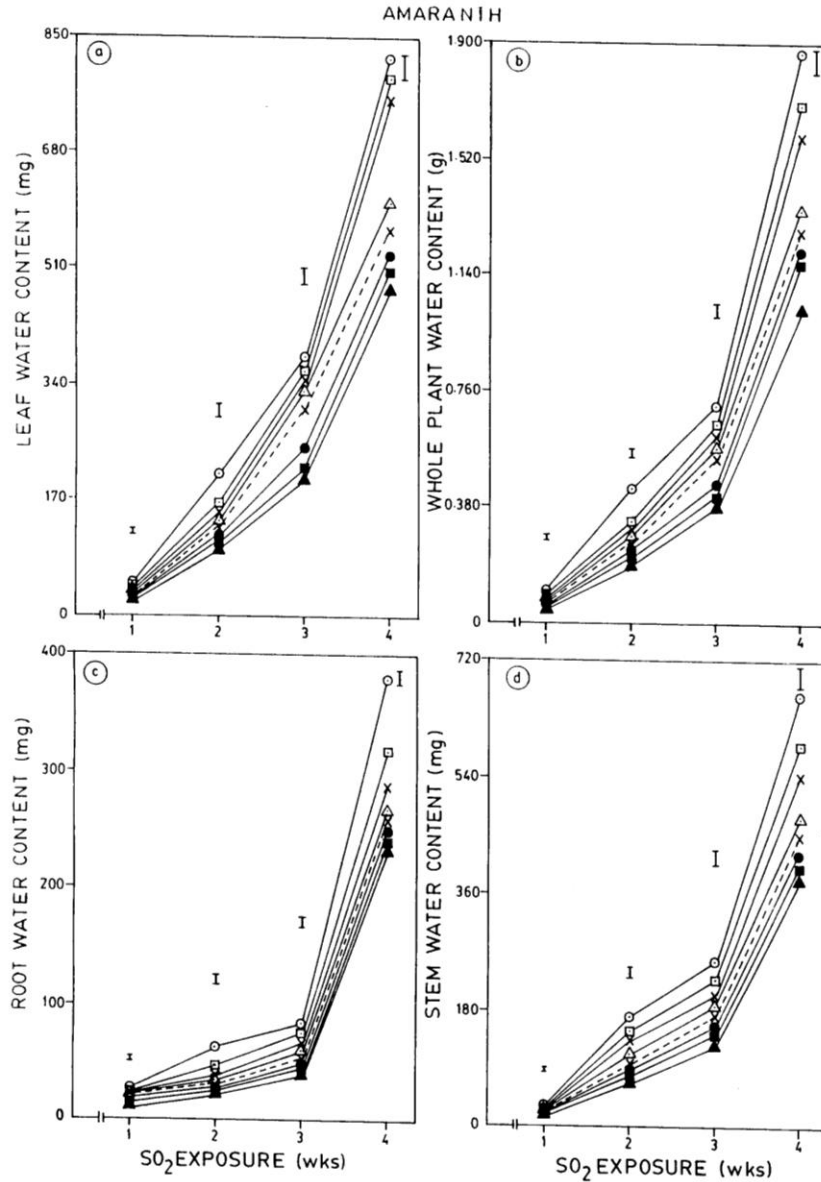 AMARANTH
a
850
680
510
340
170
0
LEAF WATER CONTENT (mg)
1 2 3 4
b
1·900
1·520
1·140
0·760
0·380
0
WHOLE PLANT WATER CONTENT (g)
1 2 3 4
c
400
300
200
100
0
ROOT WATER CONTENT (mg)
1 2 3 4
SO2 EXPOSURE (wks)
d
720
540
360
180
0
STEM WATER CONTENT (mg)
1 2 3 4
SO2 EXPOSURE (wks)